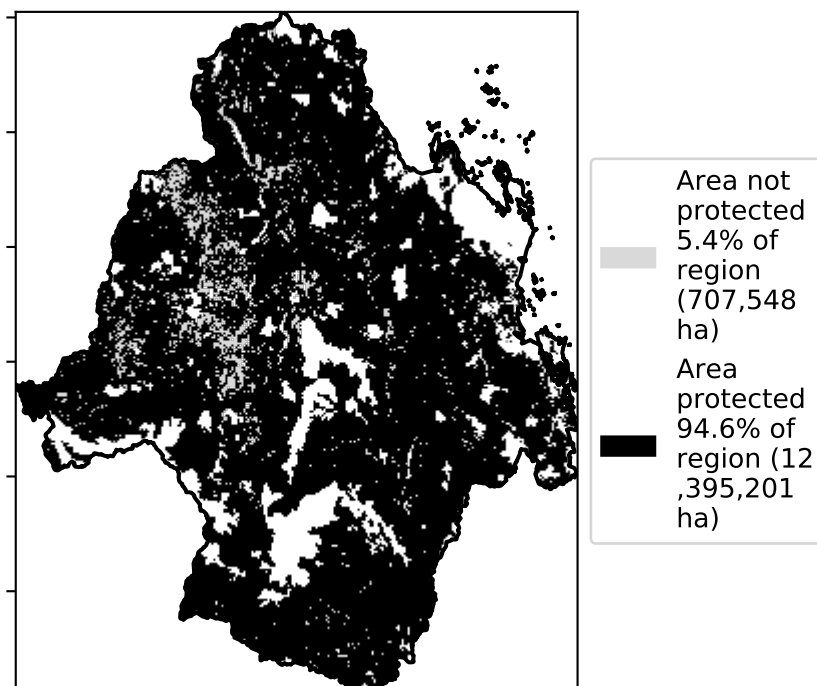 Area not
protected
5.4% of
region
(707,548
ha)
Area
protected
94.6% of
region (12
,395,201
ha)